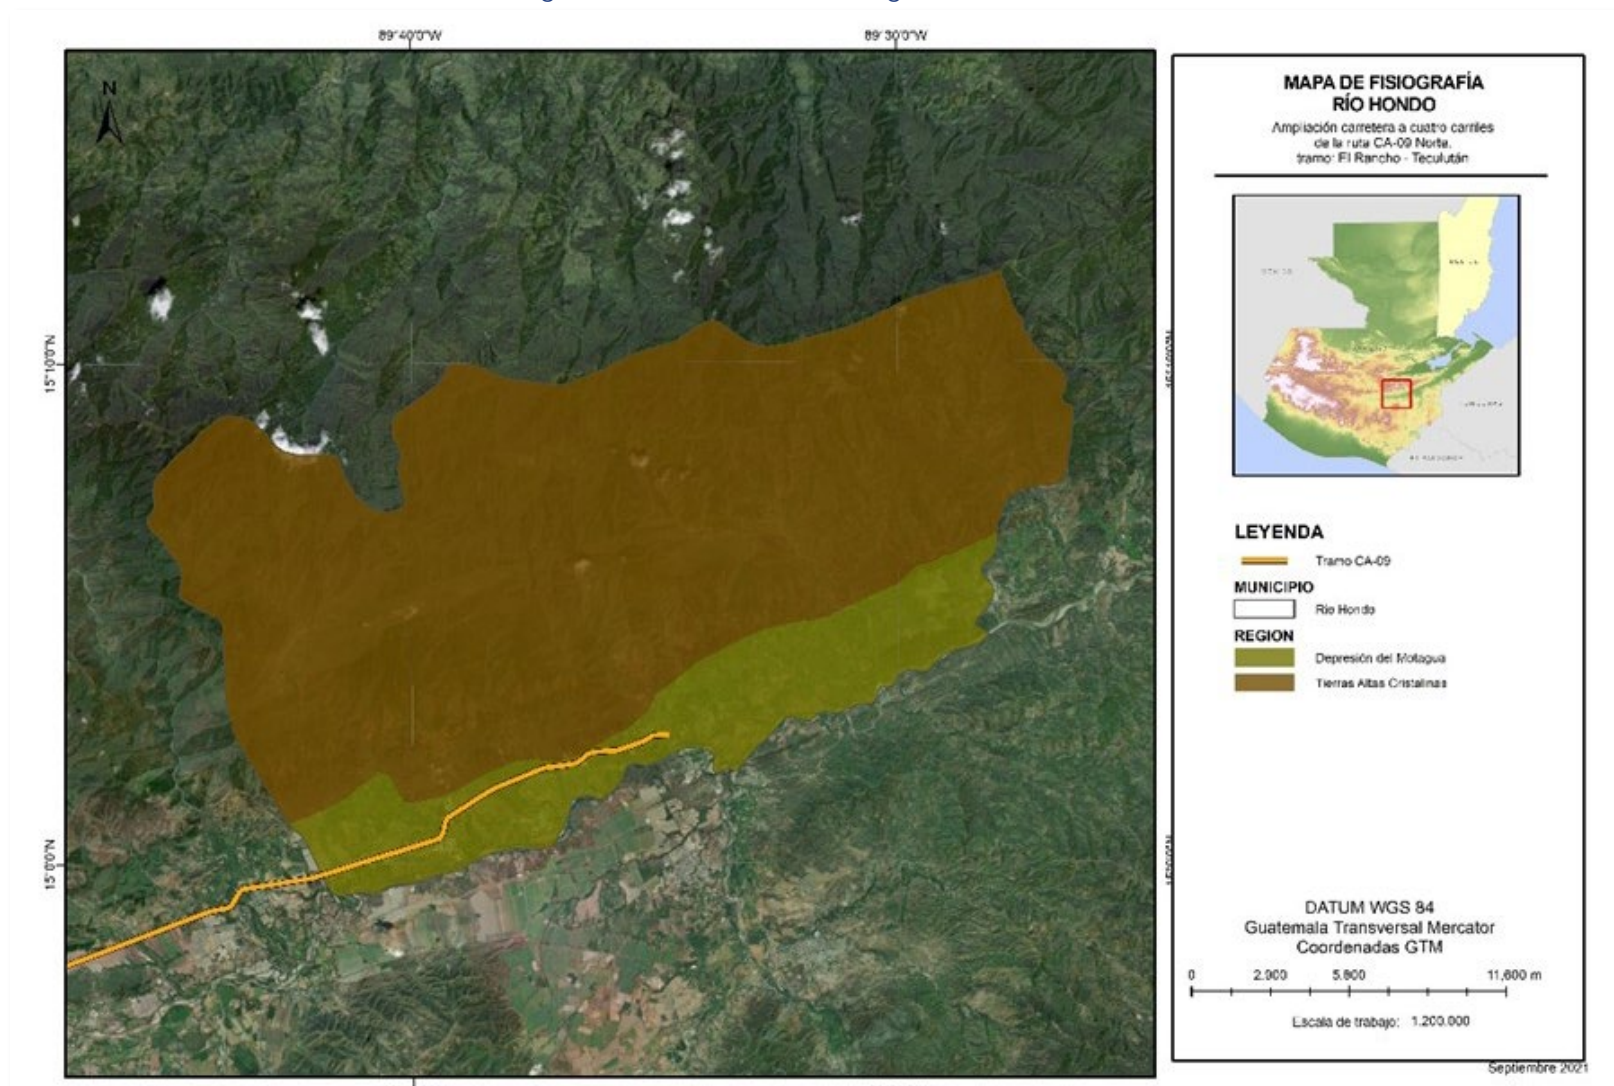 89°40'0"W
89°30'0"W
N
15°10'0"N
15°0'0"N
MAPA DE FISIOGRAFÍA
RÍO HONDO
Ampliación carretera a cuatro carriles
de la ruta CA-09 Norte,
tramo: El Rancho - Teculután
LEYENDA
Tramo CA-09
MUNICIPIO
Río Hondo
REGION
Depresión del Motagua
Tierras Altas Cristalinas
DATUM WGS 84
Guatemala Transversal Mercator
Coordenadas GTM
0 2,900 5,800 11,600 m
Escala de trabajo: 1:200,000
Septiembre 2021